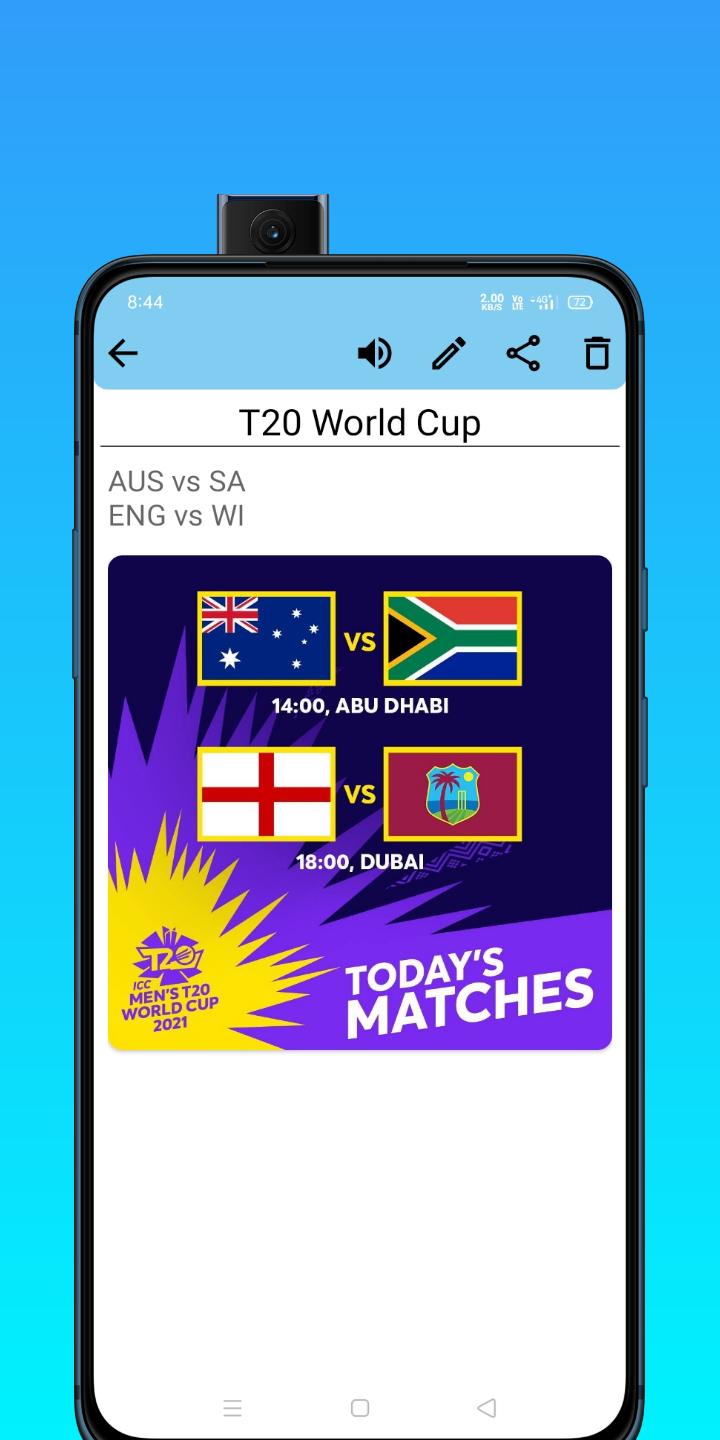 8:44
2.00 KB/S Vo LTE 4G+ 72
T20 World Cup
AUS vs SA
ENG vs WI
VS
14:00, ABU DHABI
VS
18:00, DUBAI
T20
ICC
MEN'S T20
WORLD CUP
2021
TODAY'S
MATCHES